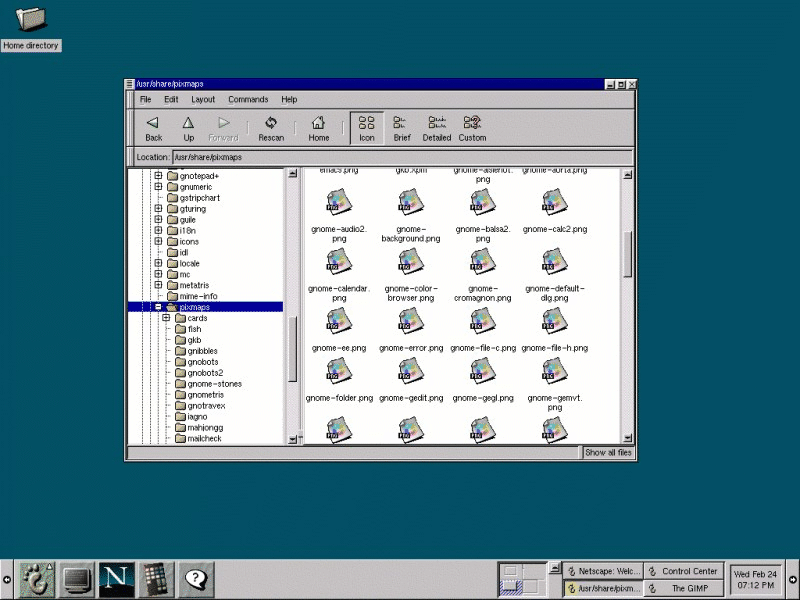 Home directory
/usr/share/pixmaps
File Edit Layout Commands Help
Back Up Forward Rescan Home Icon Brief Detailed Custom
Location: /usr/share/pixmaps
gnotepad+
gnumeric
gstripchart
gturing
guile
i18n
icons
idl
locale
mc
metatris
mime-info
pixmaps
cards
fish
gkb
gnibbles
gnobots
gnobots2
gnome-stones
gnometris
gnotravex
iagno
mahjongg
mailcheck
emacs.png gkb.xpm gnome-aislerlot. gnome-aorta.png
png
gnome-audio2. gnome- gnome-balsa2. gnome-calc2.png
png background.png png
gnome-calendar. gnome-color- gnome- gnome-default-
png browser.png cromagnon.png dlg.png
gnome-ee.png gnome-error.png gnome-file-c.png gnome-file-h.png
gnome-folder.png gnome-gedit.png gnome-gegl.png gnome-gemvt.
png
PNG
Show all files
N
?
Netscape: Welc... Control Center
/usr/share/pixm... The GIMP
Wed Feb 24
07:12 PM